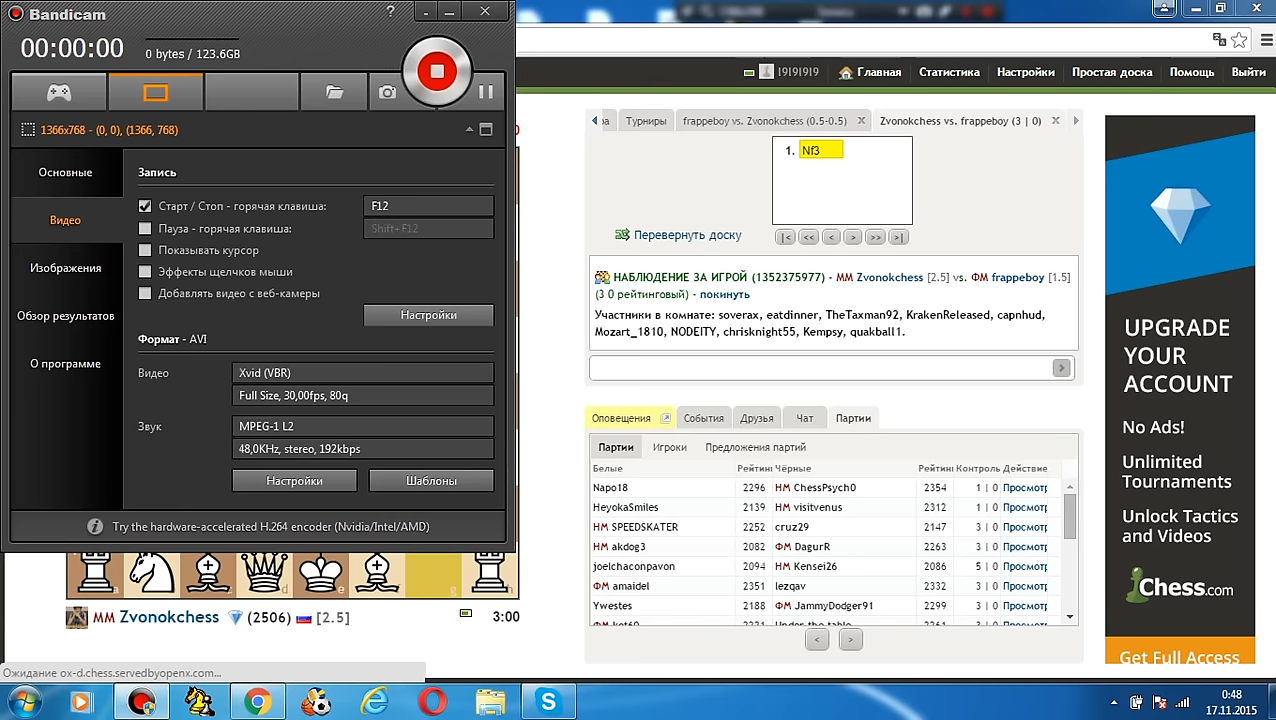 Bandicam
?
00:00:00
0 bytes / 123.6GB
1366x768 - (0, 0), (1366, 768)
Основные
Видео
Изображения
Обзор результатов
О программе
Запись
Старт / Стоп - горячая клавиша:
F12
Пауза - горячая клавиша:
Shift+F12
Показывать курсор
Эффекты щелчков мыши
Добавлять видео с веб-камеры
Настройки
Формат - AVI
Видео
Xvid (VBR)
Full Size, 30,00fps, 80q
Звук
MPEG-1 L2
48,0KHz, stereo, 192kbps
Настройки
Шаблоны
Try the hardware-accelerated H.264 encoder (Nvidia/Intel/AMD)
a
d
e
g
h
ММ Zvonokchess (2506) [2.5]
3:00
Ожидание ox-d.chess.servedbyopenx.com...
19191919
Главная
Статистика
Настройки
Простая доска
Помощь
Выйти
Турниры
frappeboy vs. Zvonokchess (0.5-0.5)
Zvonokchess vs. frappeboy (3 | 0)
1. Nf3
Перевернуть доску
|< << < > >> >|
НАБЛЮДЕНИЕ ЗА ИГРОЙ (1352375977) - ММ Zvonokchess [2.5] vs. ФМ frappeboy [1.5]
(3 0 рейтинговый) - покинуть
Участники в комнате: soverax, eatdinner, TheTaxman92, KrakenReleased, capnhud,
Mozart_1810, NODEITY, chrisknight55, Kempsy, quakball1.
Оповещения
События
Друзья
Чат
Партии
Партии
Игроки
Предложения партий
Белые Рейтин Чёрные Рейтин Контроль Действие
Napo18 2296 НМ ChessPsych0 2354 1 | 0 Просмотр
HeyokaSmiles 2139 НМ visitvenus 2312 1 | 0 Просмотр
НМ SPEEDSKATER 2252 cruz29 2147 3 | 0 Просмотр
НМ akdog3 2082 ФМ DagurR 2263 3 | 0 Просмотр
joelchaconpavon 2094 НМ Kensei26 2086 5 | 0 Просмотр
ФМ amaidel 2351 lezqav 2332 3 | 0 Просмотр
Ywestes 2188 ФМ JammyDodger91 2299 3 | 0 Просмотр
< >
UPGRADE
YOUR
ACCOUNT
No Ads!
Unlimited
Tournaments
Unlock Tactics
and Videos
Chess.com
Get Full Access
0:48
17.11.2015